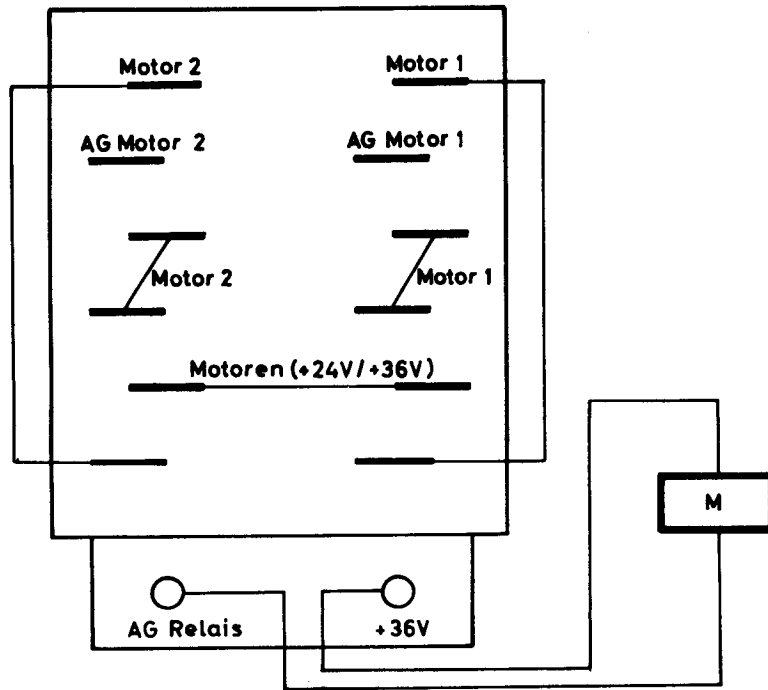 Motor 2 Motor 1
AG Motor 2 AG Motor 1
Motor 2 Motor 1
Motoren (+24V/+36V)
M
AG Relais +36V